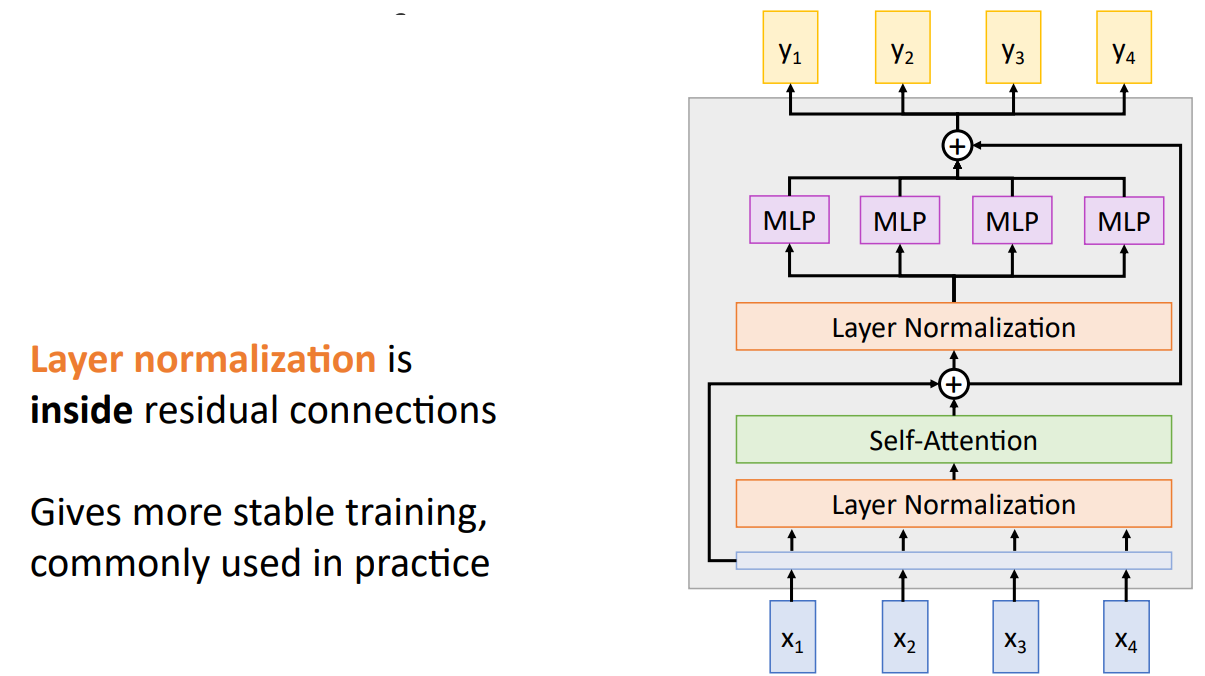 y1 y2 y3 y4
MLP MLP MLP MLP
Layer Normalization
Layer normalization is
inside residual connections
+
+
Self-Attention
Gives more stable training,
commonly used in practice
Layer Normalization
x1 x2 x3 x4